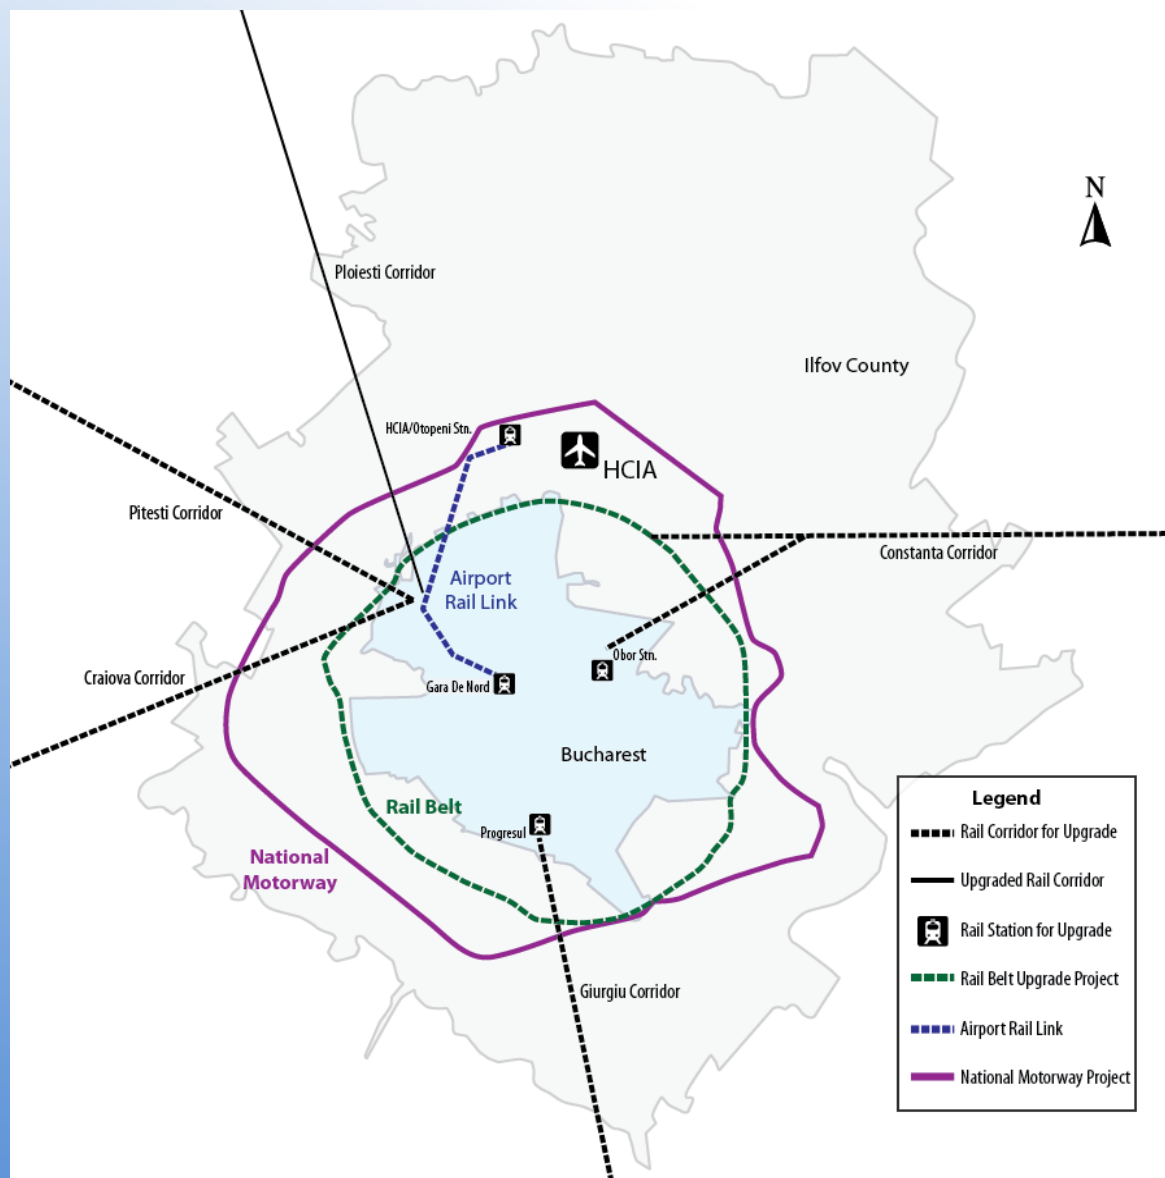 N
Ploiesti Corridor
Ilfov County
HCIA/Otopeni Stn.
HCIA
Pitesti Corridor
Constanta Corridor
Airport
Rail Link
Obor Stn.
Craiova Corridor
Gara De Nord
Bucharest
Rail Belt
Progresul
National
Motorway
Giurgiu Corridor
Legend
Rail Corridor for Upgrade
Upgraded Rail Corridor
Rail Station for Upgrade
Rail Belt Upgrade Project
Airport Rail Link
National Motorway Project